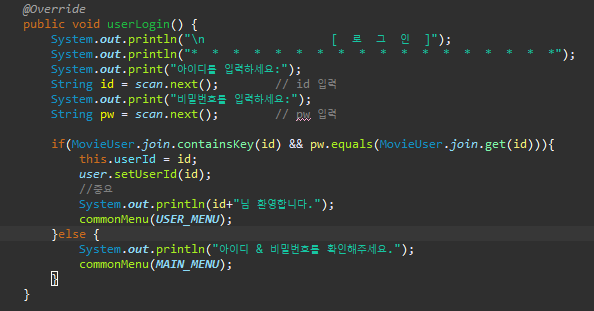 @Override
public void userLogin() {
System.out.println("\n [ 로 그 인 ]");
System.out.println("* * * * * * * * * * * * * * * * * *");
System.out.print("아이디를 입력하세요:");
String id = scan.next(); // id 입력
System.out.print("비밀번호를 입력하세요:");
String pw = scan.next(); // pw 입력
if(MovieUser.join.containsKey(id) && pw.equals(MovieUser.join.get(id))){
this.userId = id;
user.setUserId(id);
//중요
System.out.println(id+"님 환영합니다.");
commonMenu(USER_MENU);
}else {
System.out.println("아이디 & 비밀번호를 확인해주세요.");
commonMenu(MAIN_MENU);
}
}